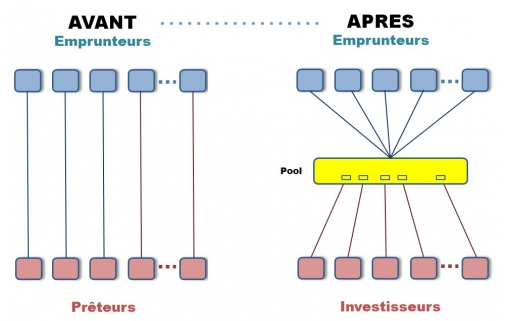 AVANT
Emprunteurs
APRES
Emprunteurs
Pool
Prêteurs
Investisseurs